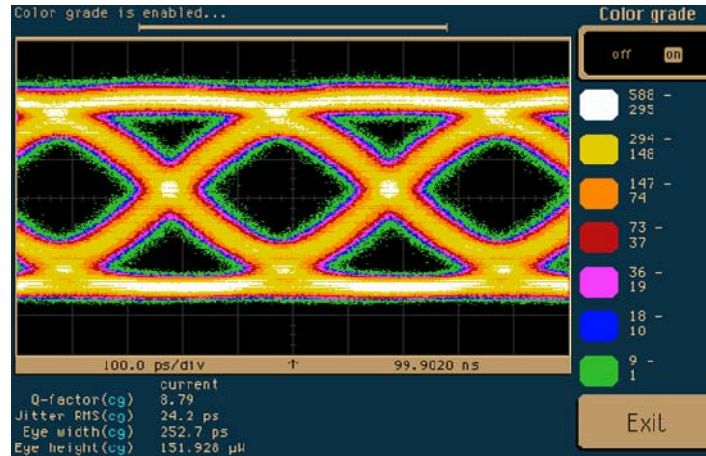 Color grade is enabled...
Color grade
off on
588 -
295
294 -
148
147 -
74
73 -
37
36 -
19
18 -
10
9 -
1
100.0 ps/div ↑ 99.9020 ns
current
Q-factor(cg) 8.79
Jitter RMS(cg) 24.2 ps
Eye width(cg) 252.7 ps
Eye height(cg) 151.928 µW
Exit